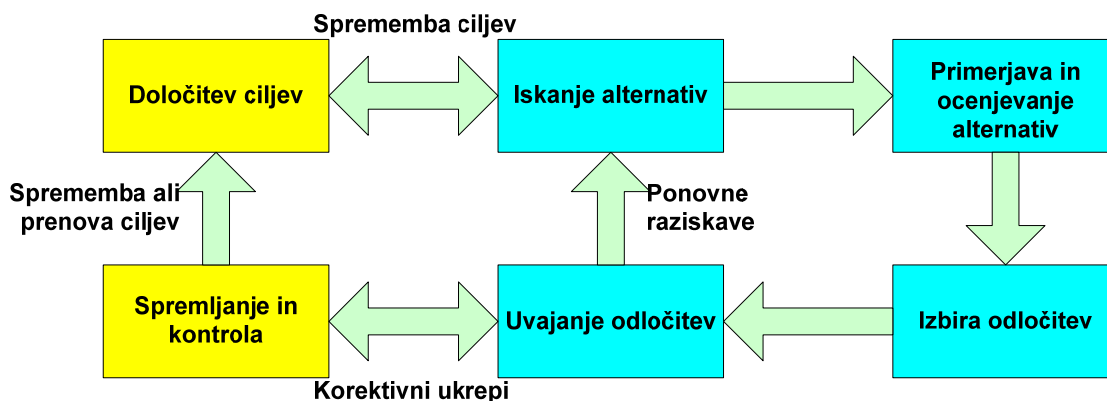 Sprememba ciljev
Določitev ciljev
Iskanje alternativ
Primerjava in
ocenjevanje
alternativ
Sprememba ali
prenova ciljev
Ponovne
raziskave
Spremljanje in
kontrola
Uvajanje odločitev
Izbira odločitev
Korektivni ukrepi